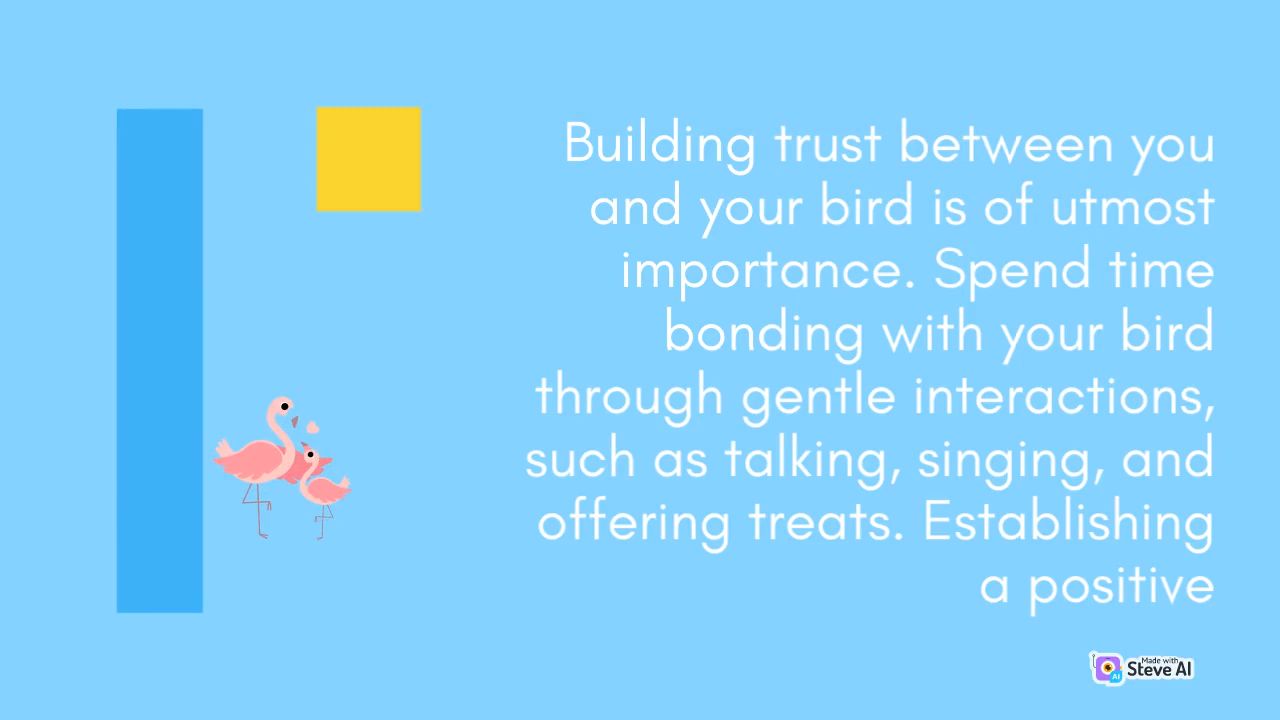 Building trust between you
and your bird is of utmost
importance. Spend time
bonding with your bird
through gentle interactions,
such as talking, singing, and
offering treats. Establishing
a positive
Made with
Steve AI
AI